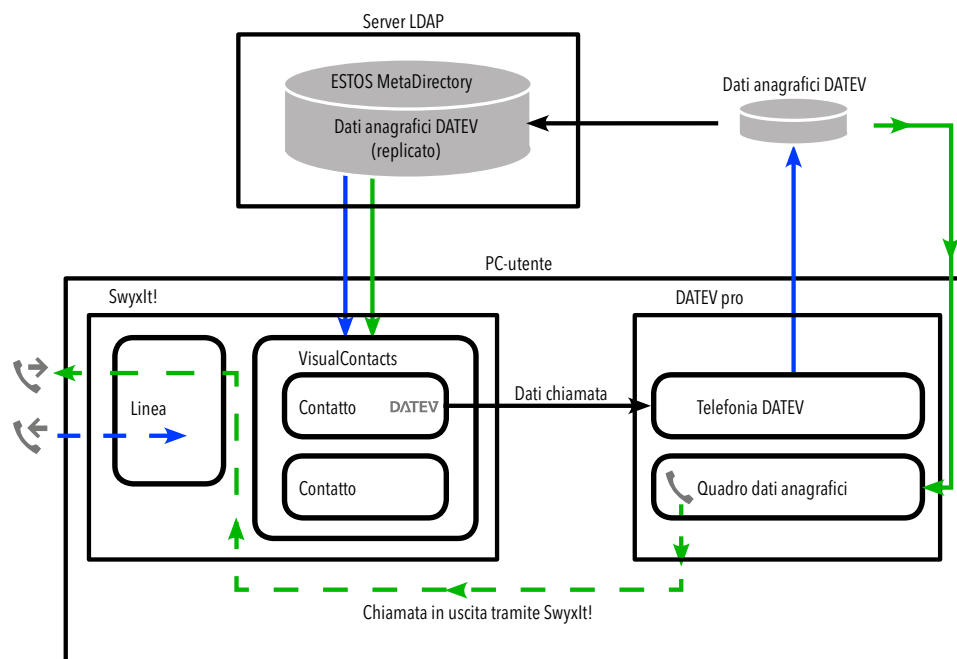 Server LDAP
ESTOS MetaDirectory
Dati anagrafici DATEV
(replicato)
Dati anagrafici DATEV
PC-utente
SwyxIt!
DATEV pro
VisualContacts
Linea
Contatto
DATEV
Dati chiamata
Telefonia DATEV
Contatto
Quadro dati anagrafici
Chiamata in uscita tramite SwyxIt!